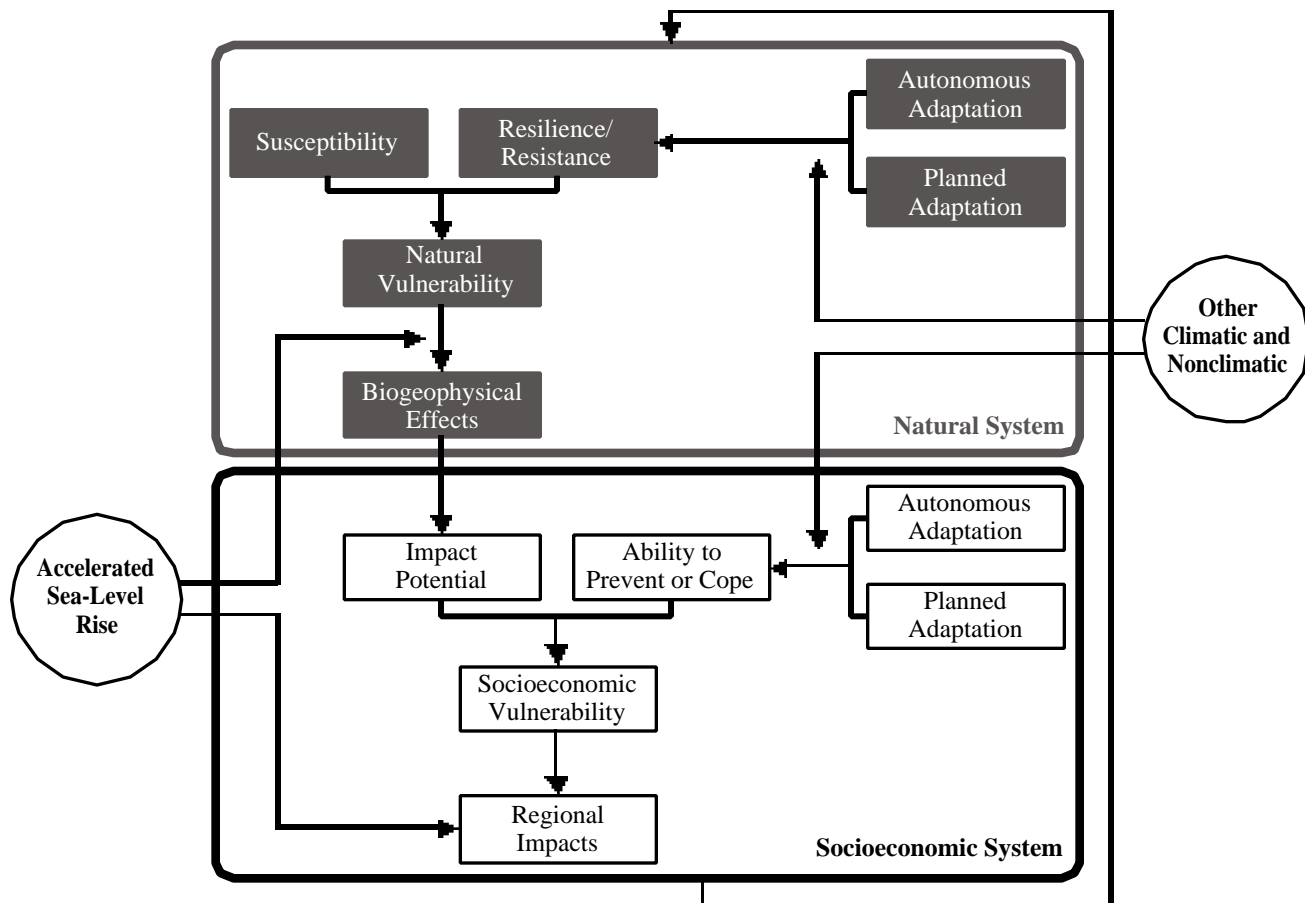 Autonomous
Adaptation
Susceptibility
Resilience/
Resistance
Planned
Adaptation
Natural
Vulnerability
Other
Climatic and
Nonclimatic
Biogeophysical
Effects
Natural System
Autonomous
Adaptation
Impact
Potential
Ability to
Prevent or Cope
Accelerated
Sea-Level
Rise
Planned
Adaptation
Socioeconomic
Vulnerability
Regional
Impacts
Socioeconomic System